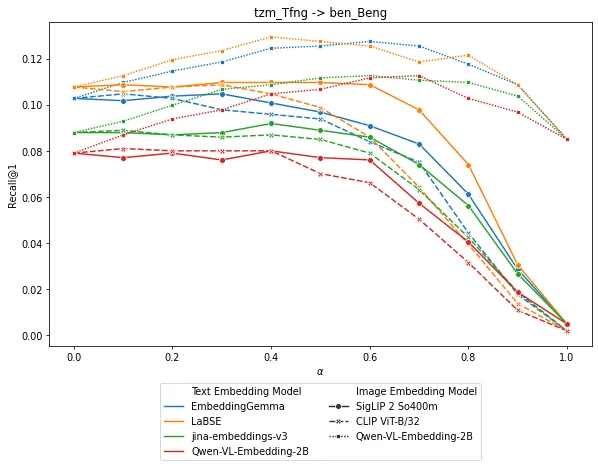 tzm_Tfng -> ben_Beng
Recall@1
0.12
0.10
0.08
0.06
0.04
0.02
0.00
0.0 0.2 0.4 0.6 0.8 1.0
α
Text Embedding Model
EmbeddingGemma
LaBSE
jina-embeddings-v3
Qwen-VL-Embedding-2B
Image Embedding Model
SigLIP 2 So400m
CLIP ViT-B/32
Qwen-VL-Embedding-2B